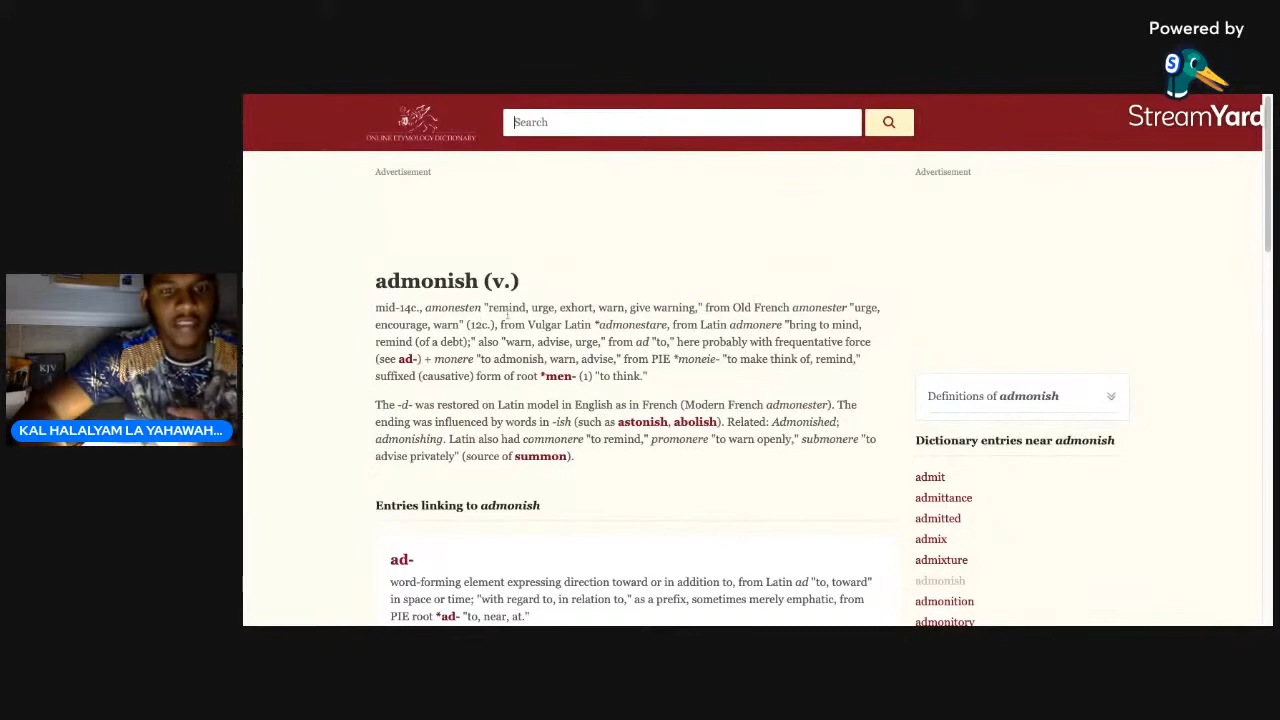 Powered by
StreamYard
ONLINE ETYMOLOGY DICTIONARY
Search
Advertisement
Advertisement
admonish (v.)
mid-14c., amonesten "remind, urge, exhort, warn, give warning," from Old French amonester "urge,
encourage, warn" (12c.), from Vulgar Latin *admonestare, from Latin admonere "bring to mind,
remind (of a debt);" also "warn, advise, urge," from ad "to," here probably with frequentative force
(see ad-) + monere "to admonish, warn, advise," from PIE *moneie- "to make think of, remind,"
suffixed (causative) form of root *men- (1) "to think."
The -d- was restored on Latin model in English as in French (Modern French admonester). The
ending was influenced by words in -ish (such as astonish, abolish). Related: Admonished;
admonishing. Latin also had commonere "to remind," promonere "to warn openly," submonere "to
advise privately" (source of summon).
Entries linking to admonish
ad-
word-forming element expressing direction toward or in addition to, from Latin ad "to, toward"
in space or time; "with regard to, in relation to," as a prefix, sometimes merely emphatic, from
PIE root *ad- "to, near, at."
Definitions of admonish
Dictionary entries near admonish
admit
admittance
admitted
admix
admixture
admonish
admonition
admonitory
KJV
KAL HALALYAM LA YAHAWAH...